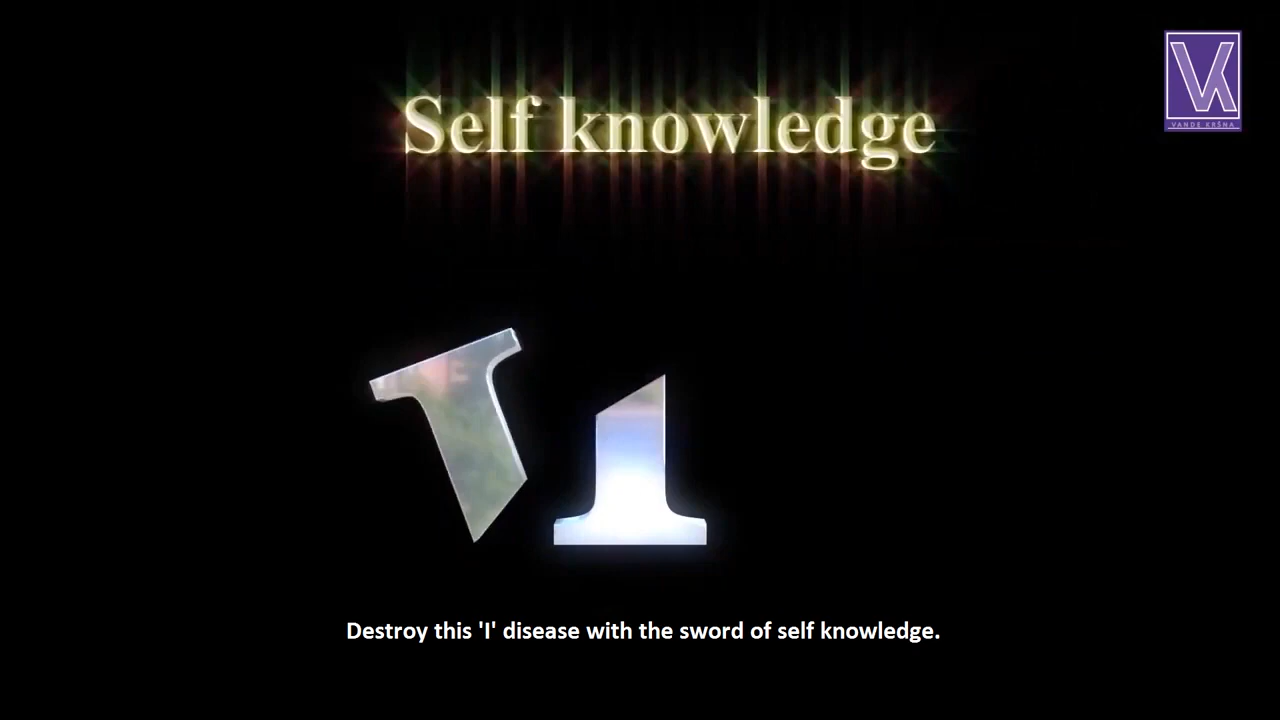 Self knowledge
VK
VANDE KRŠNA
I
Destroy this 'I' disease with the sword of self knowledge.